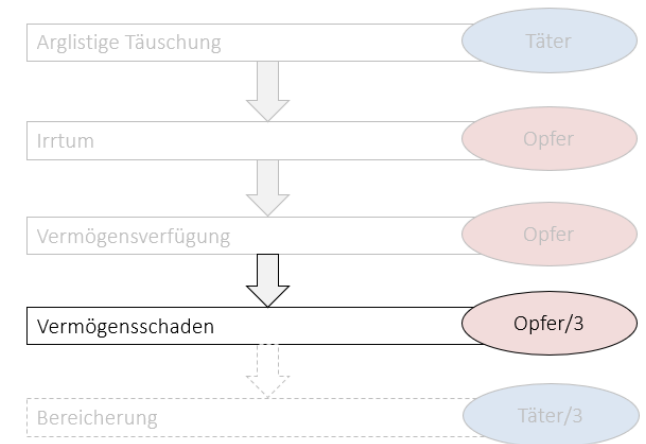 Arglistige Täuschung Täter
Irrtum Opfer
Vermögensverfügung Opfer
Vermögensschaden Opfer/3
Bereicherung Täter/3